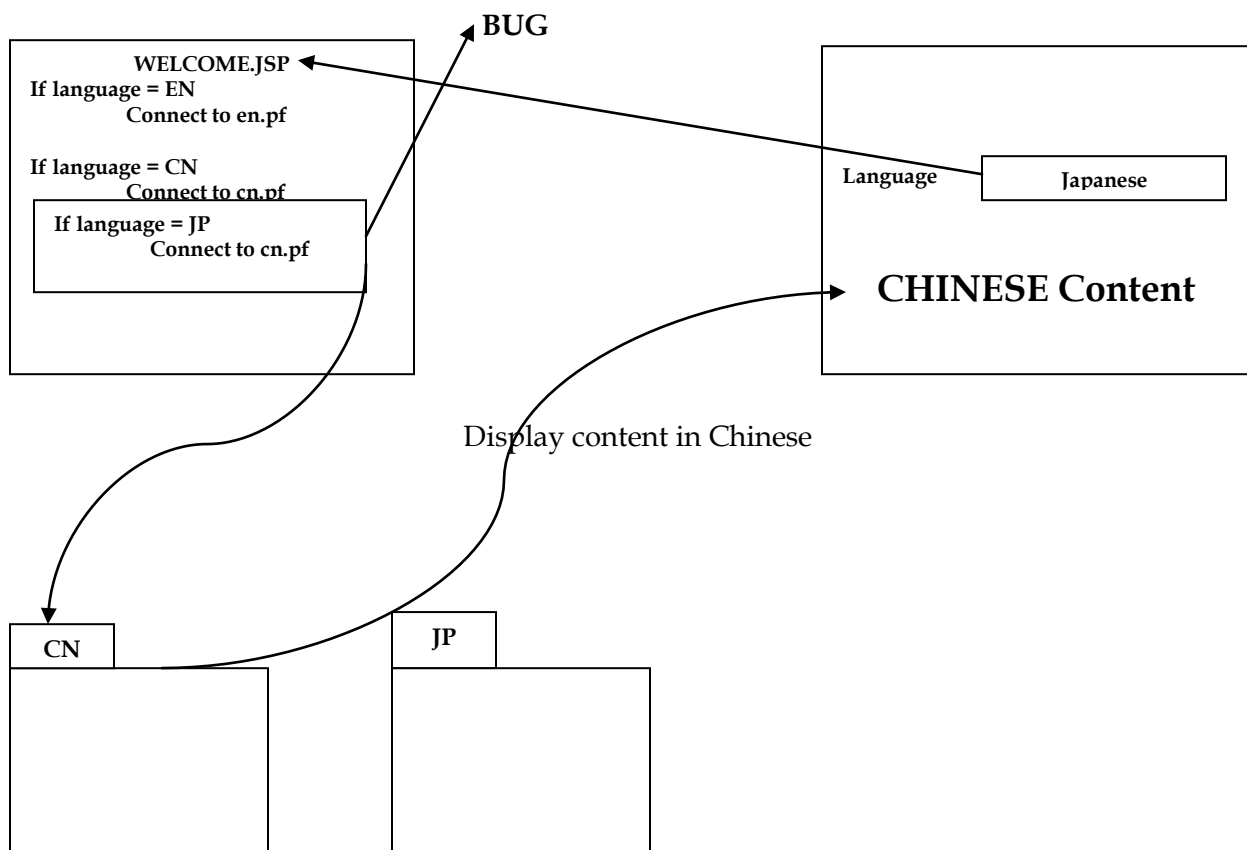 BUG
WELCOME.JSP
If language = EN
Connect to en.pf
If language = CN
Connect to cn.pf
If language = JP
Connect to cn.pf
Language
Japanese
CHINESE Content
Display content in Chinese
CN
JP